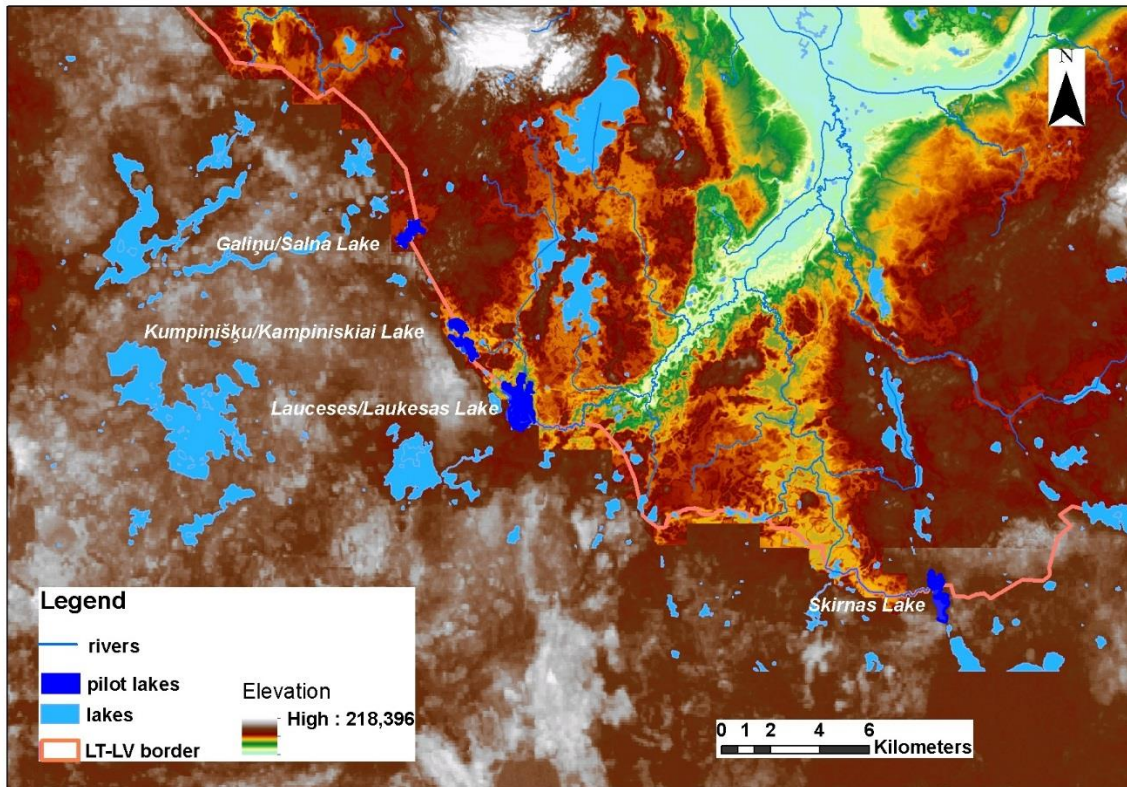 N
Galiņu/Salna Lake
Kumpinišķu/Kampiniskiai Lake
Lauceses/Laukesas Lake
Skirnas Lake
Legend
rivers
pilot lakes
lakes
LT-LV border
Elevation
High : 218,396
0 1 2 4 6
Kilometers